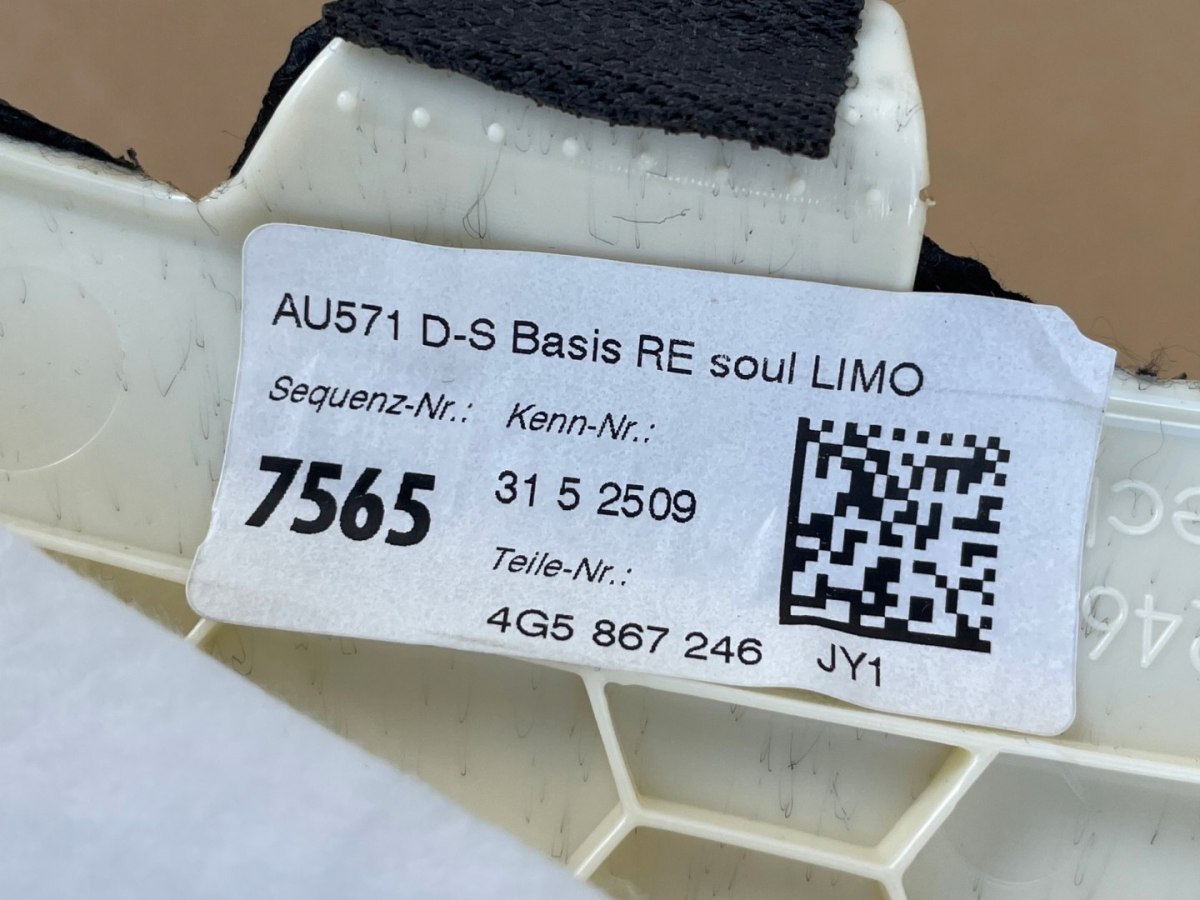 AU571 D-S Basis RE soul LIMO
Sequenz-Nr.: Kenn-Nr.:
7565 31 5 2509
Teile-Nr.:
4G5 867 246 JY1